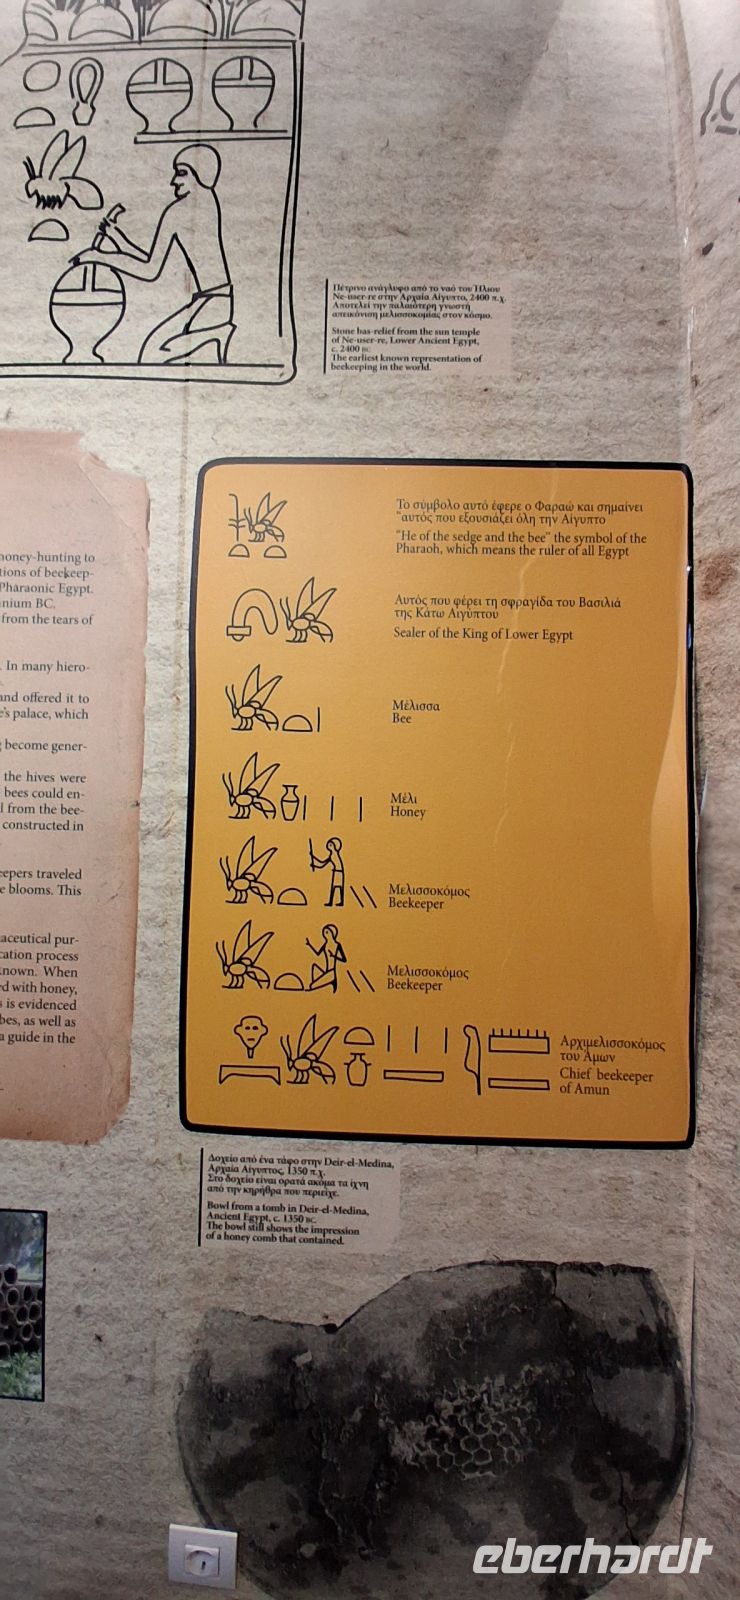 Πέτρινο ανάγλυφο από το ναό του Ήλιου
Ne-user-re στην Αρχαία Αίγυπτο, 2400 π.χ.
Αποτελεί την παλαιότερη γνωστή
απεικόνιση μελισσοκομίας στον κόσμο.
Stone bas-relief from the sun temple
of Ne-user-re, Lower Ancient Egypt,
c. 2400 BC
The earliest known representation of
beekeeping in the world.
honey-hunting to
tions of beekeep-
Pharaonic Egypt.
nium BC.
from the tears of
. In many hiero-
and offered it to
e's palace, which
g become gener-
the hives were
bees could en-
l from the bee-
constructed in
eepers traveled
e blooms. This
aceutical pur-
cation process
known. When
ed with honey,
s is evidenced
bes, as well as
a guide in the
Το σύμβολο αυτό έφερε ο Φαραώ και σημαίνει
"αυτός που εξουσιάζει όλη την Αίγυπτο
"He of the sedge and the bee" the symbol of the
Pharaoh, which means the ruler of all Egypt
Αυτός που φέρει τη σφραγίδα του Βασιλιά
της Κάτω Αιγύπτου
Sealer of the King of Lower Egypt
Μέλισσα
Bee
Μέλι
Honey
Μελισσοκόμος
Beekeeper
Μελισσοκόμος
Beekeeper
Αρχιμελισσοκόμος
του Άμων
Chief beekeeper
of Amun
Δοχείο από ένα τάφο στην Deir-el-Medina,
Αρχαία Αίγυπτος, 1350 π.χ.
Στο δοχείο είναι ορατά ακόμα τα ίχνη
από την κηρήθρα που περιείχε.
Bowl from a tomb in Deir-el-Medina,
Ancient Egypt, c. 1350 BC
The bowl still shows the impression
of a honey comb that contained.
eberhardt